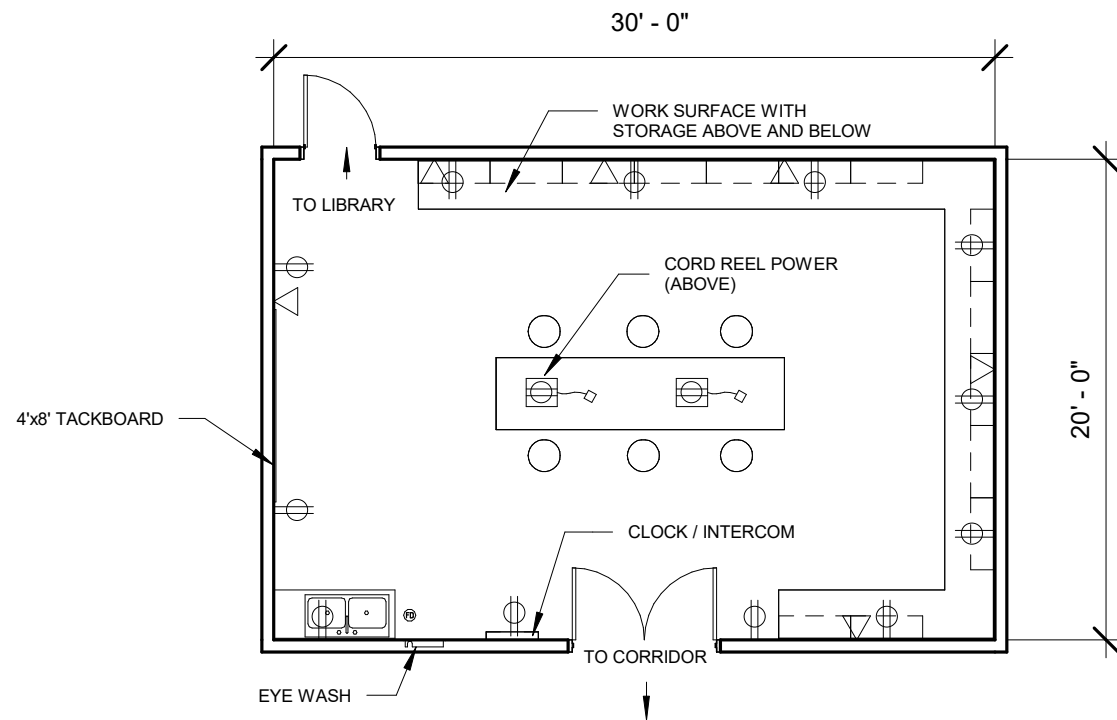 30' - 0"
WORK SURFACE WITH
STORAGE ABOVE AND BELOW
TO LIBRARY
CORD REEL POWER
(ABOVE)
20' - 0"
4'x8' TACKBOARD
CLOCK / INTERCOM
FD
TO CORRIDOR
EYE WASH